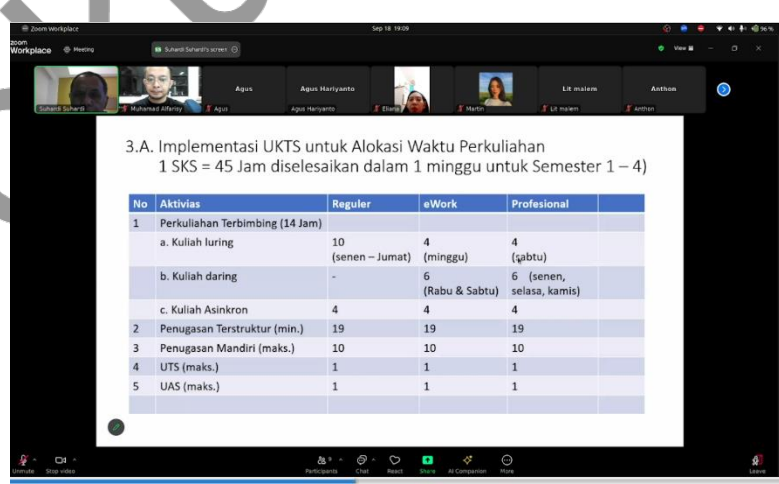 Zoom Workplace
Sep 18 19:09
96 %
zoom
Workplace
Meeting
SS Suhardi Suhardi's screen
View
Suhardi Suhardi
Muhamad Alfarisy
Agus
Agus
Agus Hariyanto
Agus Hariyanto
Eliana
Martin
Lit malem
Lit malem
Anthon
Anthon
3.A. Implementasi UKTS untuk Alokasi Waktu Perkuliahan
1 SKS = 45 Jam diselesaikan dalam 1 minggu untuk Semester 1 – 4)
No Aktivias Reguler eWork Profesional
1 Perkuliahan Terbimbing (14 Jam)
a. Kuliah luring 10 4 4
(senen – Jumat) (minggu) (sabtu)
b. Kuliah daring - 6 6 (senen,
(Rabu & Sabtu) selasa, kamis)
c. Kuliah Asinkron 4 4 4
2 Penugasan Terstruktur (min.) 19 19 19
3 Penugasan Mandiri (maks.) 10 10 10
4 UTS (maks.) 1 1 1
5 UAS (maks.) 1 1 1
Unmute
Stop video
Participants
9
Chat
React
Share
AI Companion
More
Leave